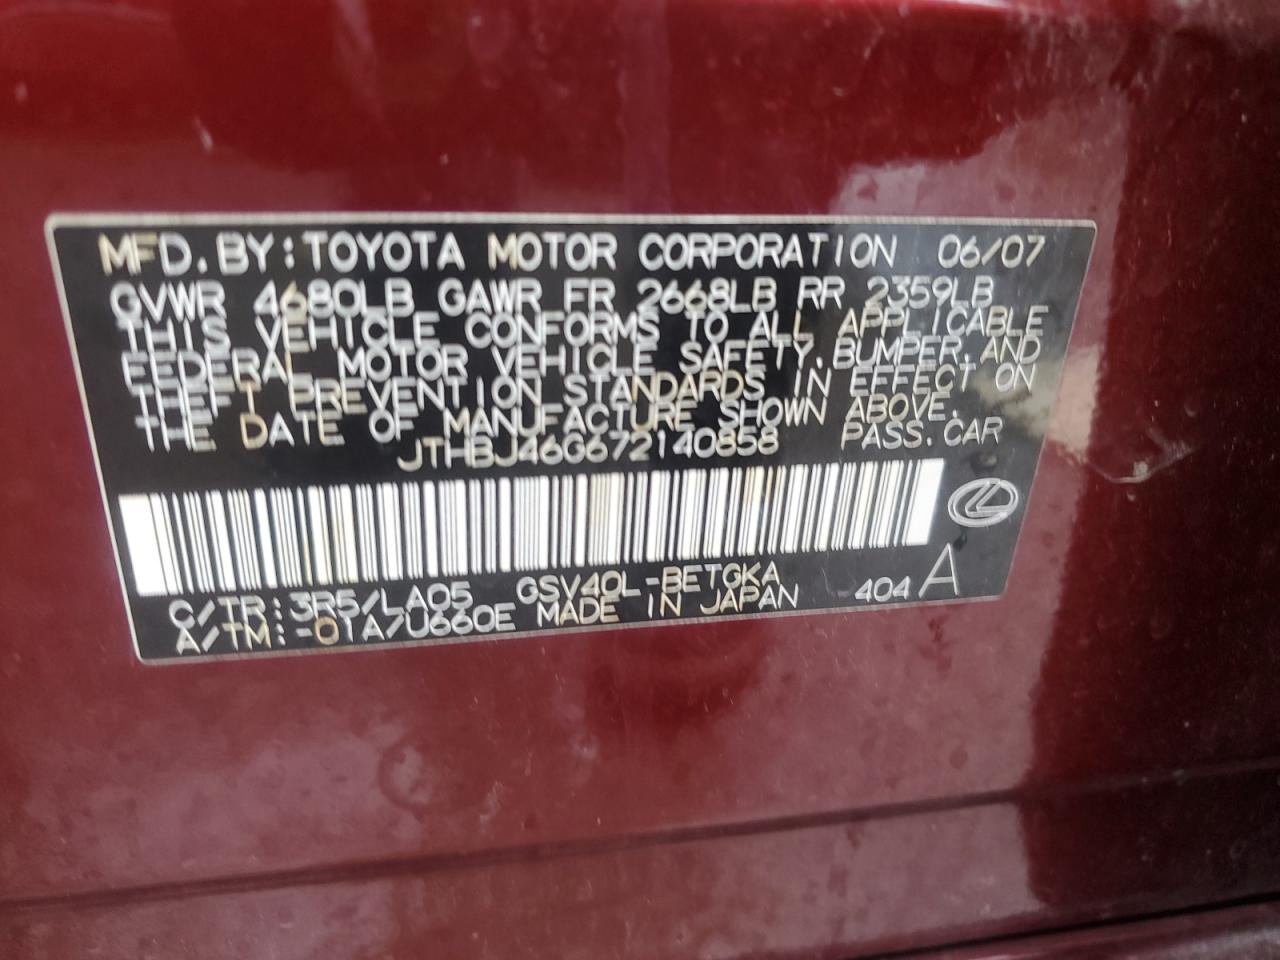 MFD. BY: TOYOTA MOTOR CORPORATION 06/07
GVWR 4680LB GAWR FR 2668LB RR 2359LB
THIS VEHICLE CONFORMS TO ALL APPLICABLE
FEDERAL MOTOR VEHICLE SAFETY, BUMPER, AND
THEFT PREVENTION STANDARDS IN EFFECT ON
THE DATE OF MANUFACTURE SHOWN ABOVE.
JTHBJ46G672140858 PASS. CAR
C/TR: 3R5/LA05 GSV40L-BETGKA 404 A
A/TM: -01A/U660E MADE IN JAPAN